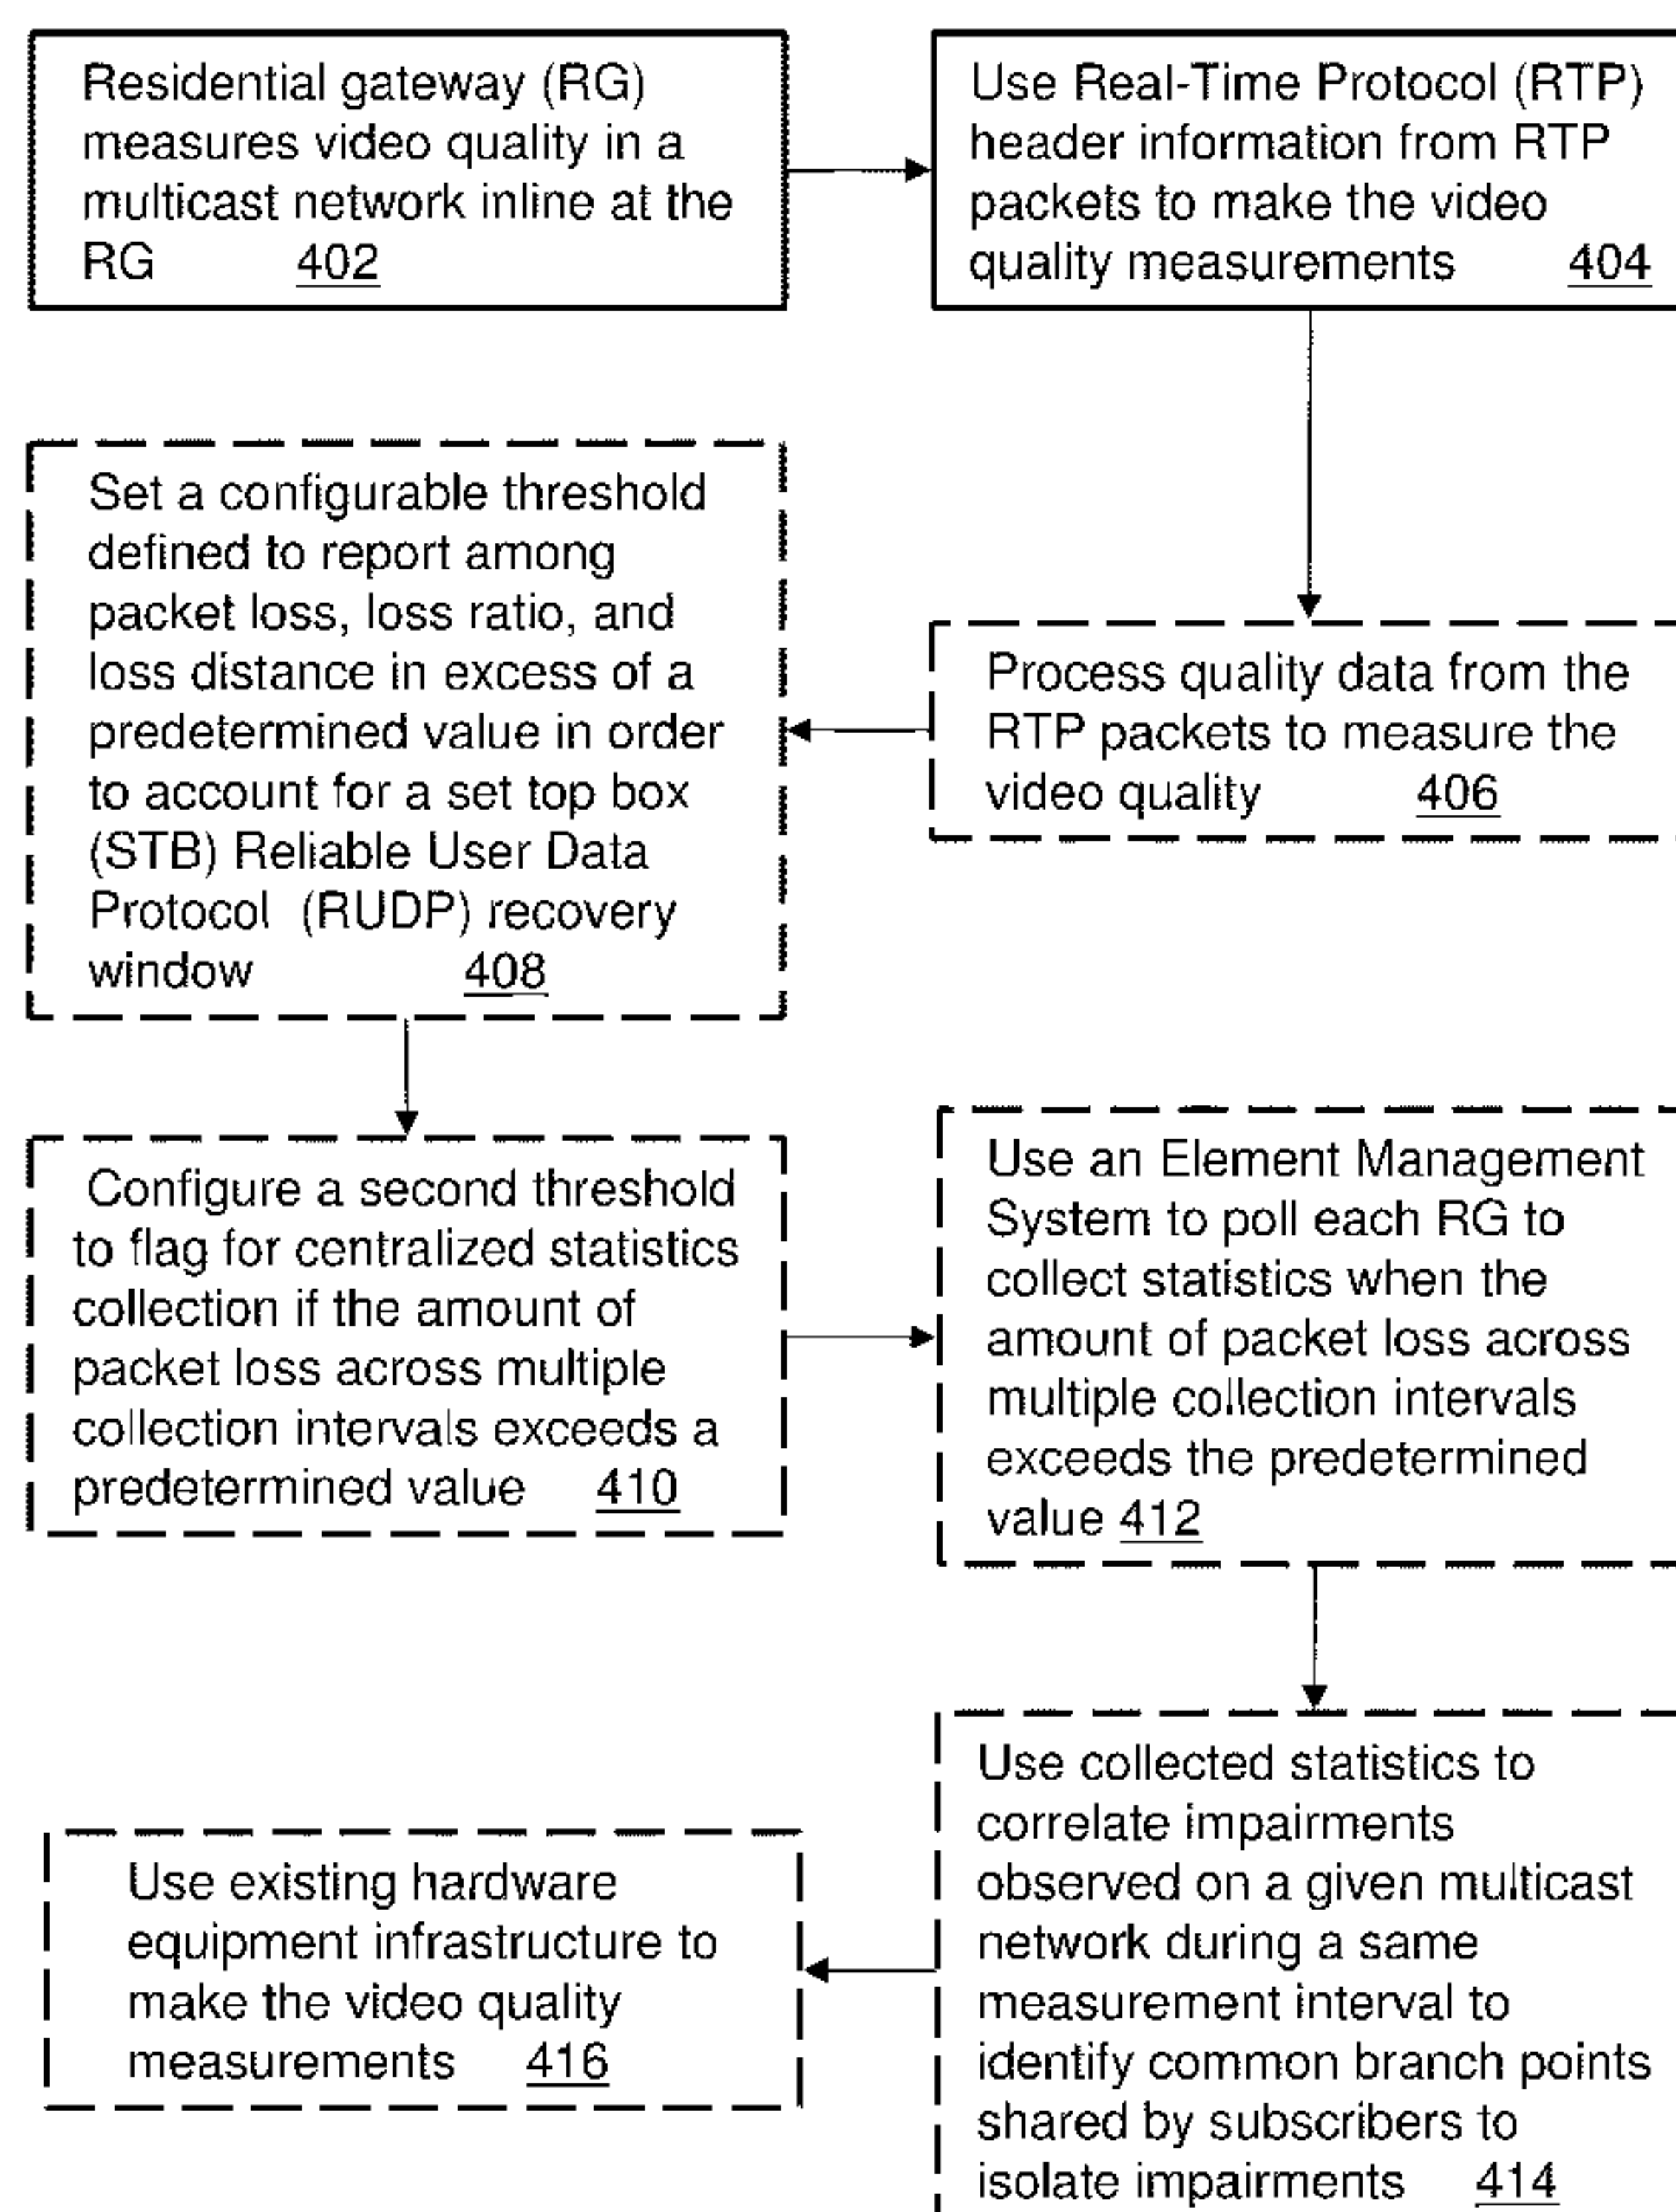 Residential gateway (RG)
measures video quality in a
multicast network inline at the
RG 402
Use Real-Time Protocol (RTP)
header information from RTP
packets to make the video
quality measurements 404
Process quality data from the
RTP packets to measure the
video quality 406
Set a configurable threshold
defined to report among
packet loss, loss ratio, and
loss distance in excess of a
predetermined value in order
to account for a set top box
(STB) Reliable User Data
Protocol (RUDP) recovery
window 408
Configure a second threshold
to flag for centralized statistics
collection if the amount of
packet loss across multiple
collection intervals exceeds a
predetermined value 410
Use an Element Management
System to poll each RG to
collect statistics when the
amount of packet loss across
multiple collection intervals
exceeds the predetermined
value 412
Use collected statistics to
correlate impairments
observed on a given multicast
network during a same
measurement interval to
identify common branch points
shared by subscribers to
isolate impairments 414
Use existing hardware
equipment infrastructure to
make the video quality
measurements 416